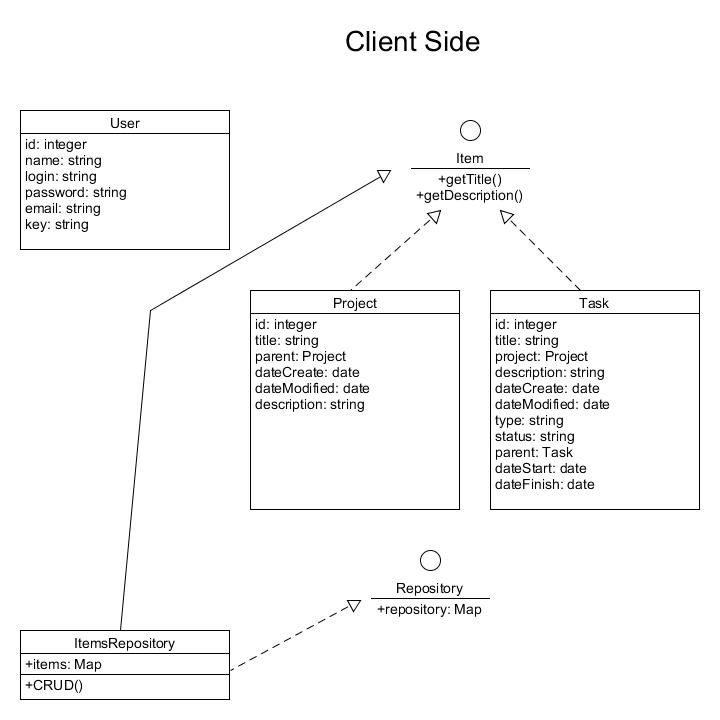 Client Side
User
id: integer
name: string
login: string
password: string
email: string
key: string
Item
+getTitle()
+getDescription()
Project
id: integer
title: string
parent: Project
dateCreate: date
dateModified: date
description: string
Task
id: integer
title: string
project: Project
description: string
dateCreate: date
dateModified: date
type: string
status: string
parent: Task
dateStart: date
dateFinish: date
Repository
+repository: Map
ItemsRepository
+items: Map
+CRUD()